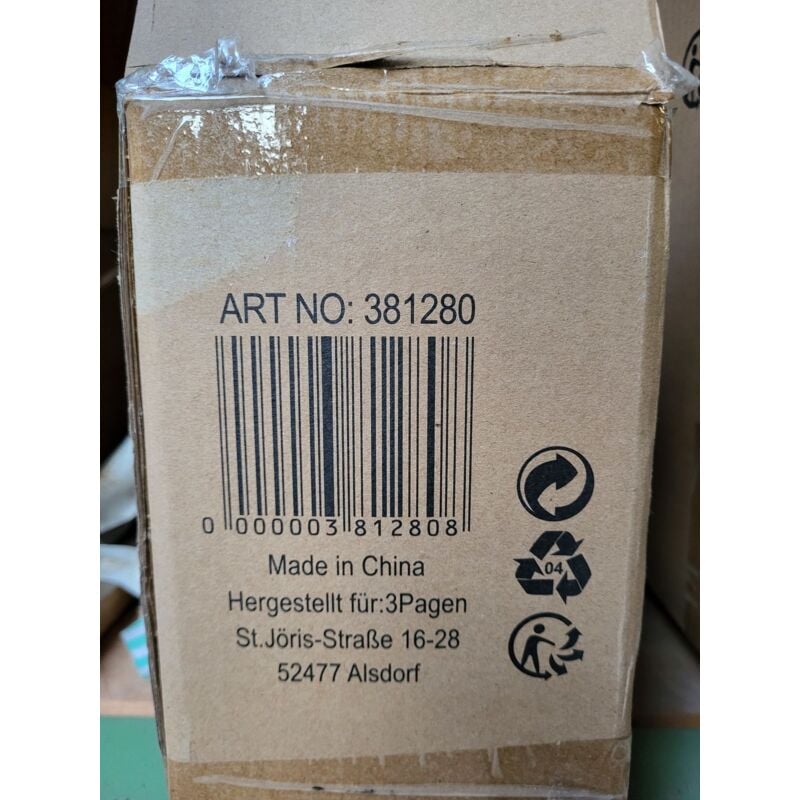 ART NO: 381280
0 000003 812808
Made in China
Hergestellt für:3Pagen
St.Jöris-Straße 16-28
52477 Alsdorf
04